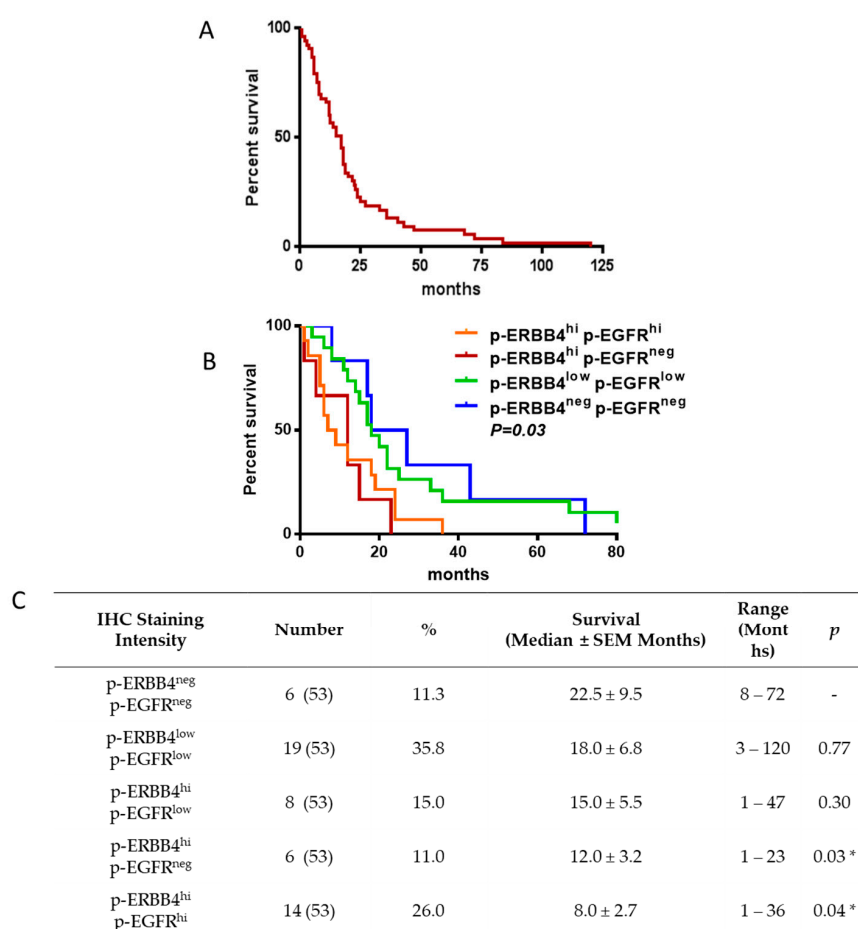 A
100
50
0
Percent survival
0 25 50 75 100 125
months
B
100
50
0
Percent survival
0 20 40 60 80
months
p-ERBB4hi p-EGFRhi
p-ERBB4hi p-EGFRneg
p-ERBB4low p-EGFRlow
p-ERBB4neg p-EGFRneg
P=0.03
C
IHC Staining
Intensity
Number
%
Survival
(Median ± SEM Months)
Range
(Mont
hs)
p
p-ERBB4neg
p-EGFRneg
6 (53) 11.3 22.5 ± 9.5 8 – 72 -
p-ERBB4low
p-EGFRlow
19 (53) 35.8 18.0 ± 6.8 3 – 120 0.77
p-ERBB4hi
p-EGFRlow
8 (53) 15.0 15.0 ± 5.5 1 – 47 0.30
p-ERBB4hi
p-EGFRneg
6 (53) 11.0 12.0 ± 3.2 1 – 23 0.03 *
p-ERBB4hi
p-EGFRhi
14 (53) 26.0 8.0 ± 2.7 1 – 36 0.04 *